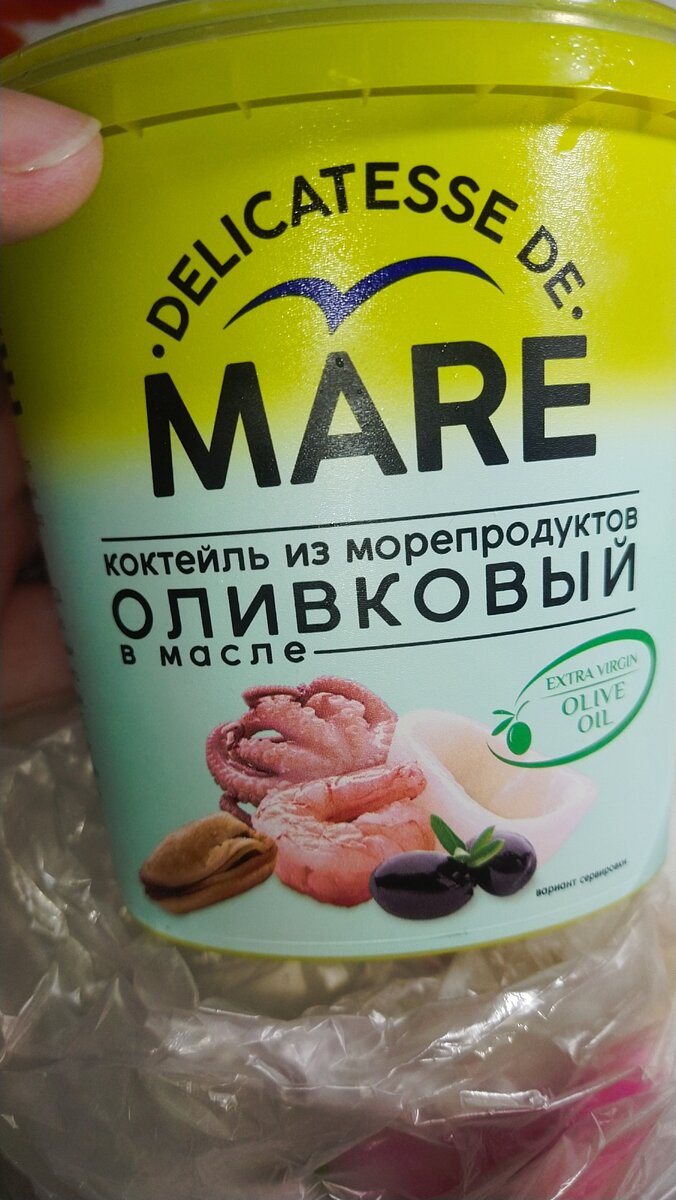 ·DELICATESSE DE·
MARE
КОКТЕЙЛЬ ИЗ МОРЕПРОДУКТОВ
ОЛИВКОВЫЙ
В МАСЛЕ
EXTRA VIRGIN
OLIVE
OIL
вариант сервировки